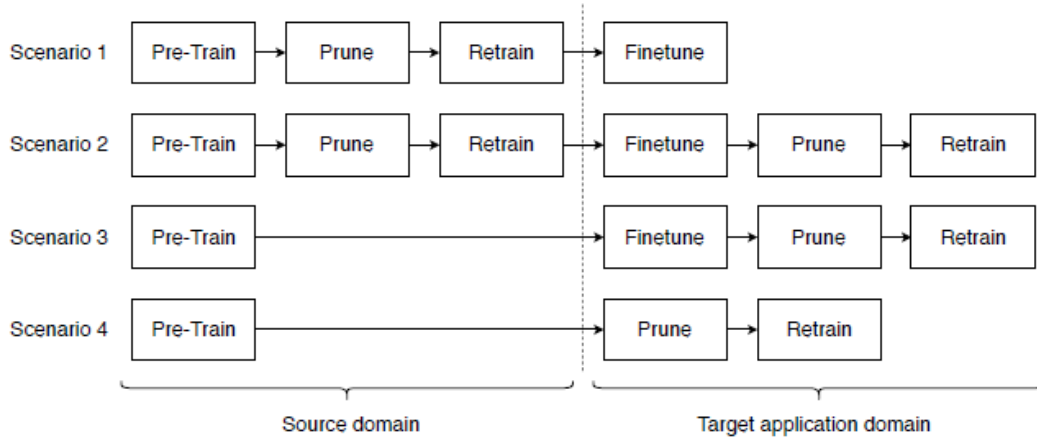 Scenario 1 Pre-Train Prune Retrain Finetune
Scenario 2 Pre-Train Prune Retrain Finetune Prune Retrain
Scenario 3 Pre-Train Finetune Prune Retrain
Scenario 4 Pre-Train Prune Retrain
Source domain Target application domain